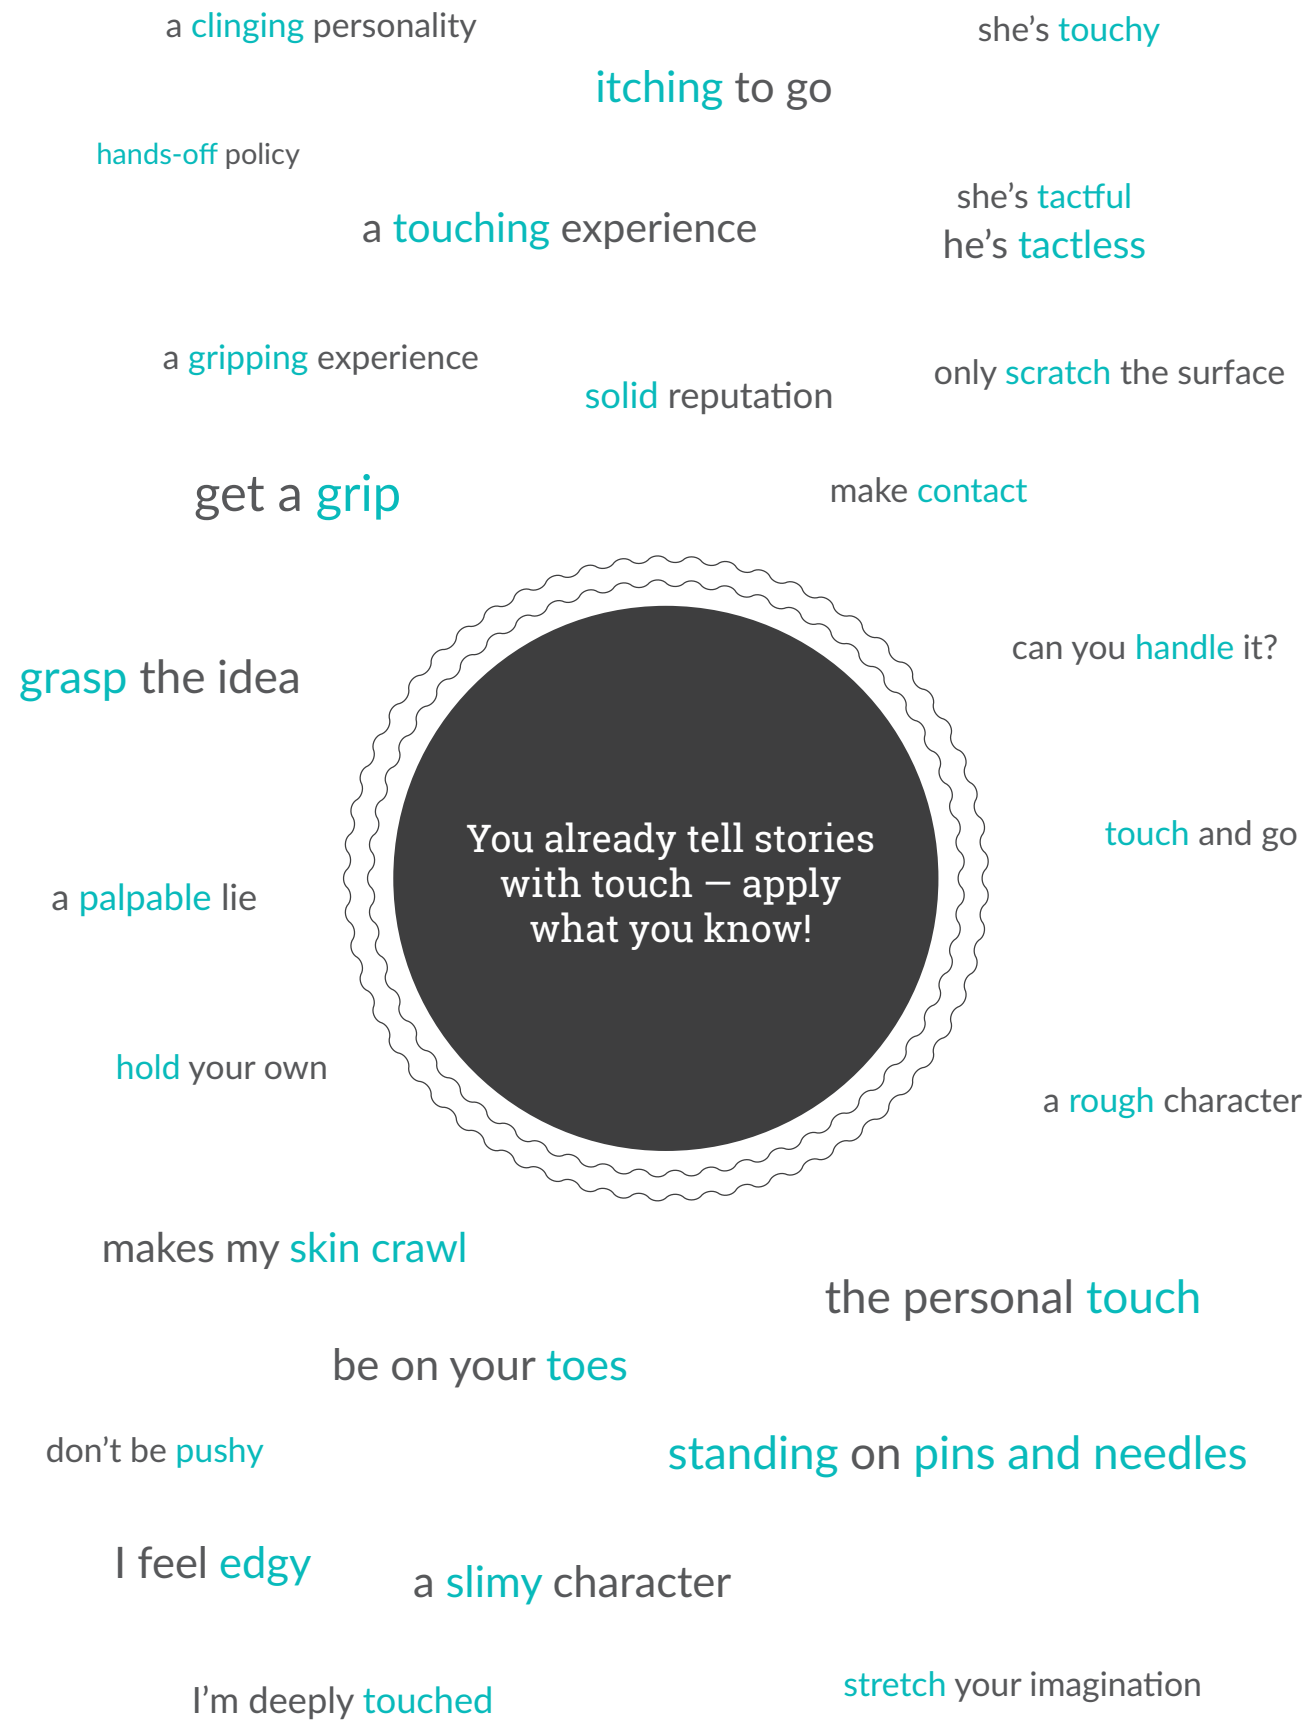 a clinging personality
she’s touchy
itching to go
hands-off policy
she’s tactful
a touching experience
he’s tactless
a gripping experience
only scratch the surface
solid reputation
get a grip
make contact
can you handle it?
grasp the idea
You already tell stories
with touch — apply
what you know!
touch and go
a palpable lie
hold your own
a rough character
makes my skin crawl
the personal touch
be on your toes
don’t be pushy
standing on pins and needles
I feel edgy
a slimy character
stretch your imagination
I’m deeply touched